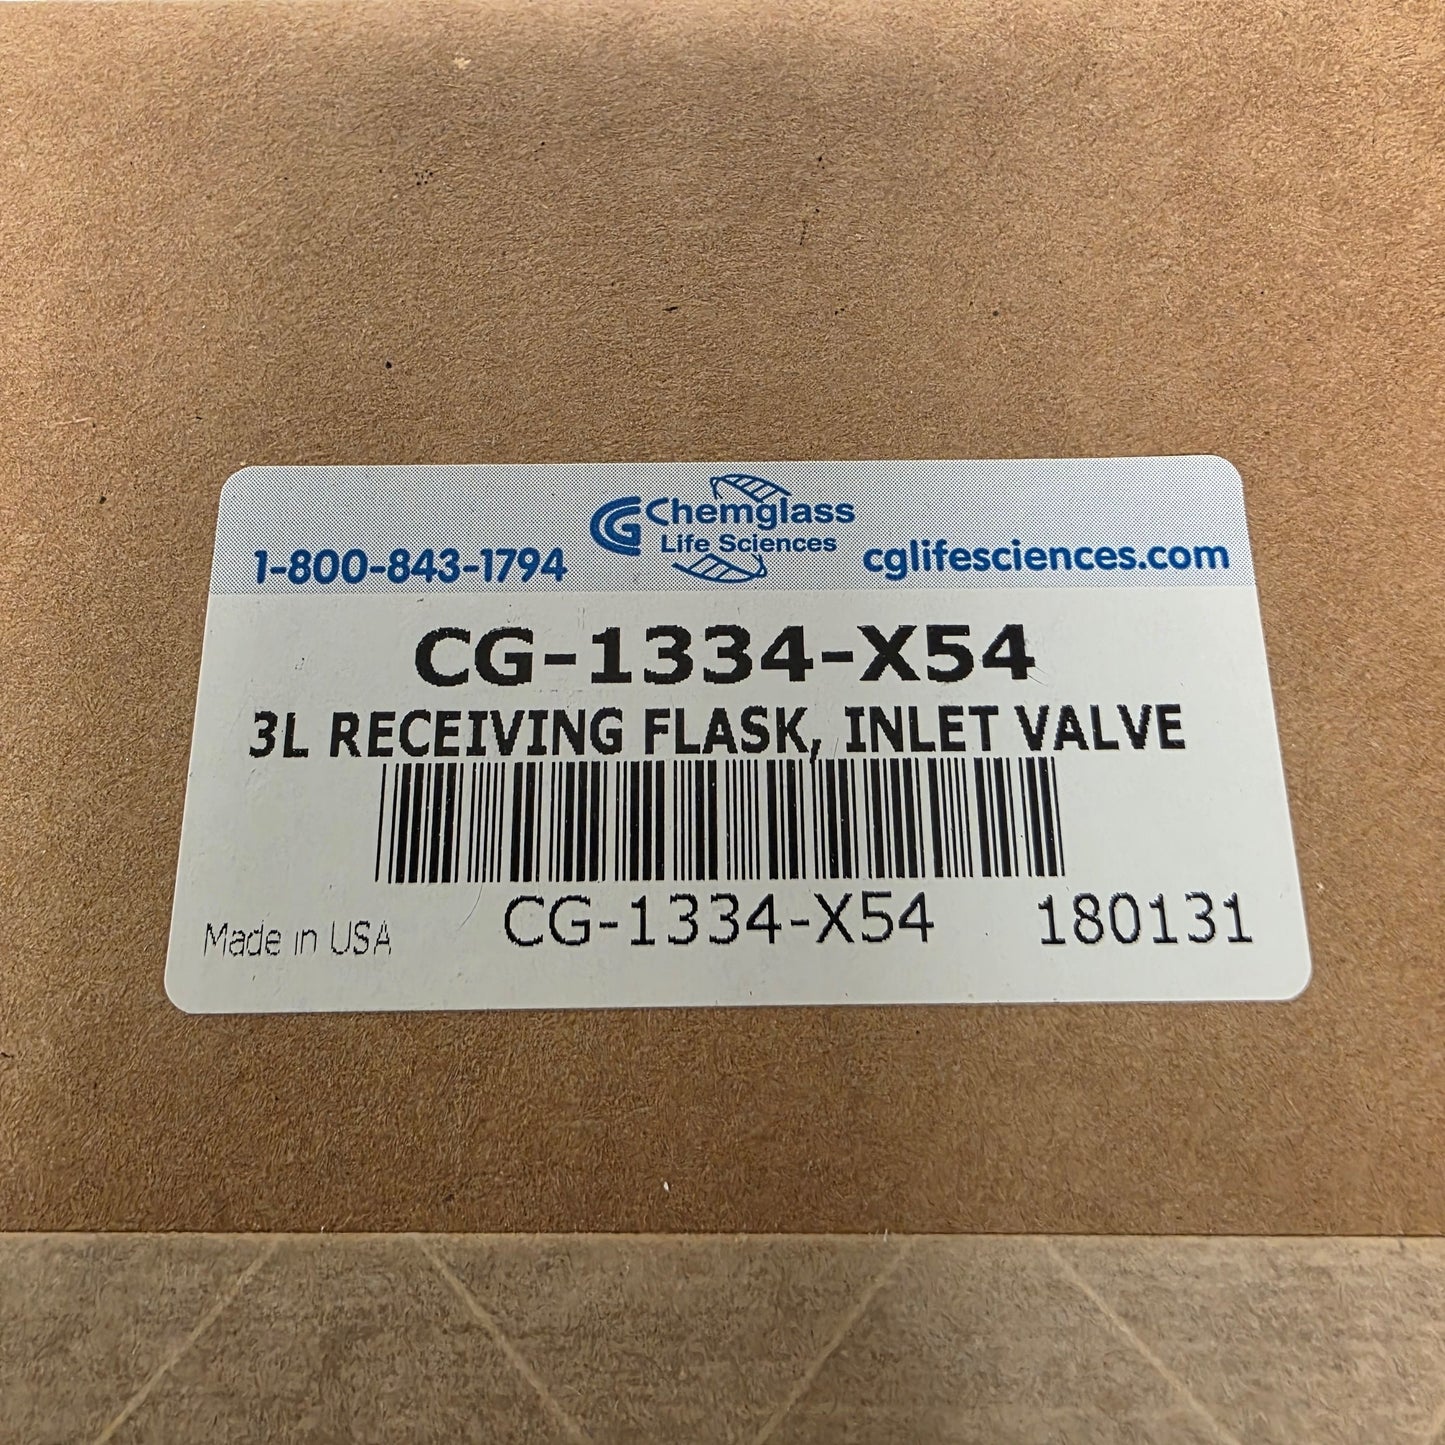 CG Chemglass
Life Sciences
1-800-843-1794
cglifesciences.com
CG-1334-X54
3L RECEIVING FLASK, INLET VALVE
CG-1334-X54
180131
Made in USA